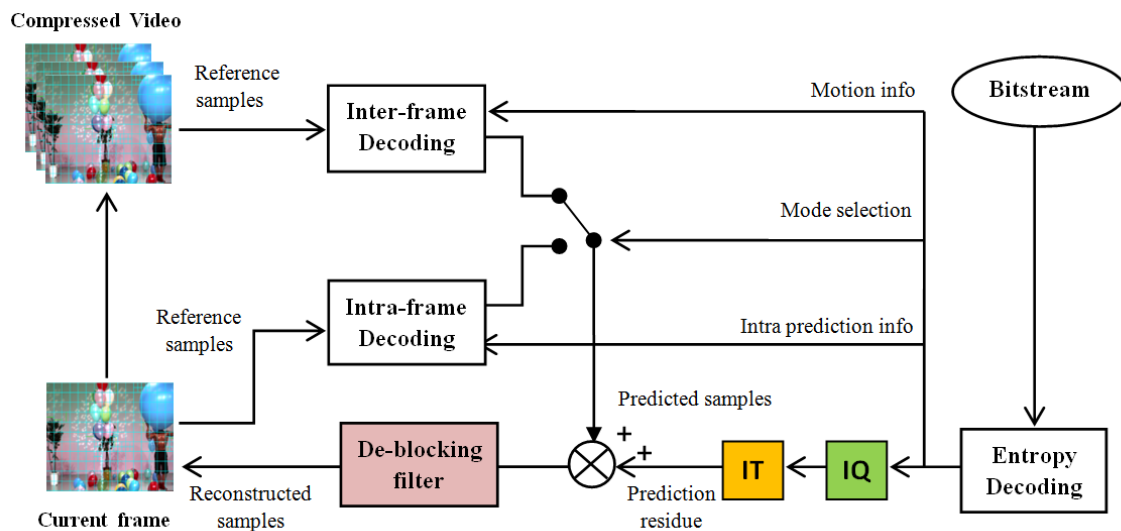 Compressed Video
Reference
samples
Inter-frame
Decoding
Motion info
Bitstream
Mode selection
Reference
samples
Intra-frame
Decoding
Intra prediction info
Predicted samples
+
+
De-blocking
filter
IT
IQ
Entropy
Decoding
Reconstructed
samples
Prediction
residue
Current frame